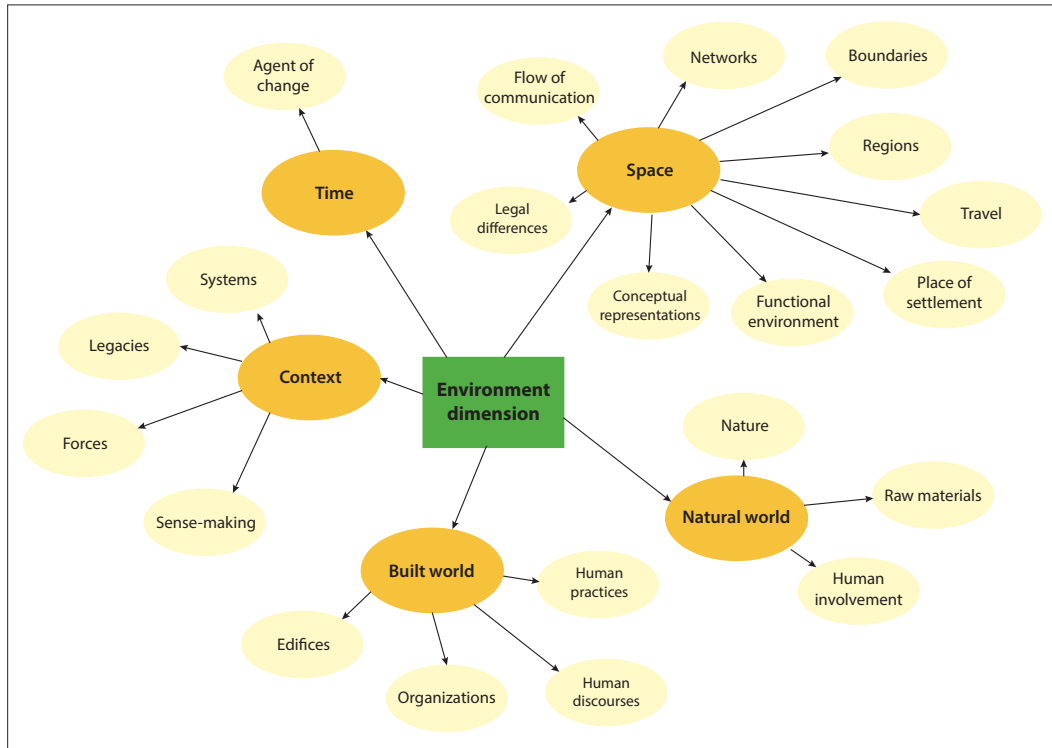 Agent of
change
Time
Flow of
communication
Networks
Boundaries
Regions
Space
Legal
differences
Travel
Conceptual
representations
Functional
environment
Place of
settlement
Systems
Legacies
Context
Forces
Sense-making
Environment
dimension
Nature
Natural world
Raw materials
Human
involvement
Built world
Human
practices
Edifices
Organizations
Human
discourses